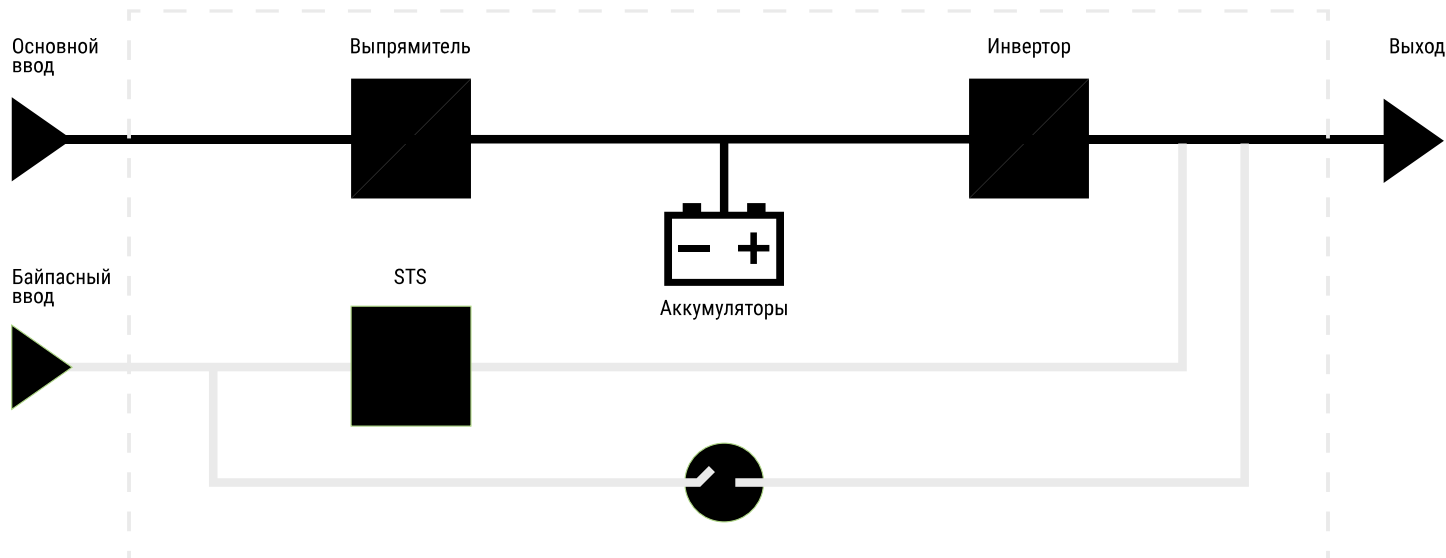 Основной
ввод
Выпрямитель
Инвертор
Выход
Байпасный
ввод
STS
Аккумуляторы